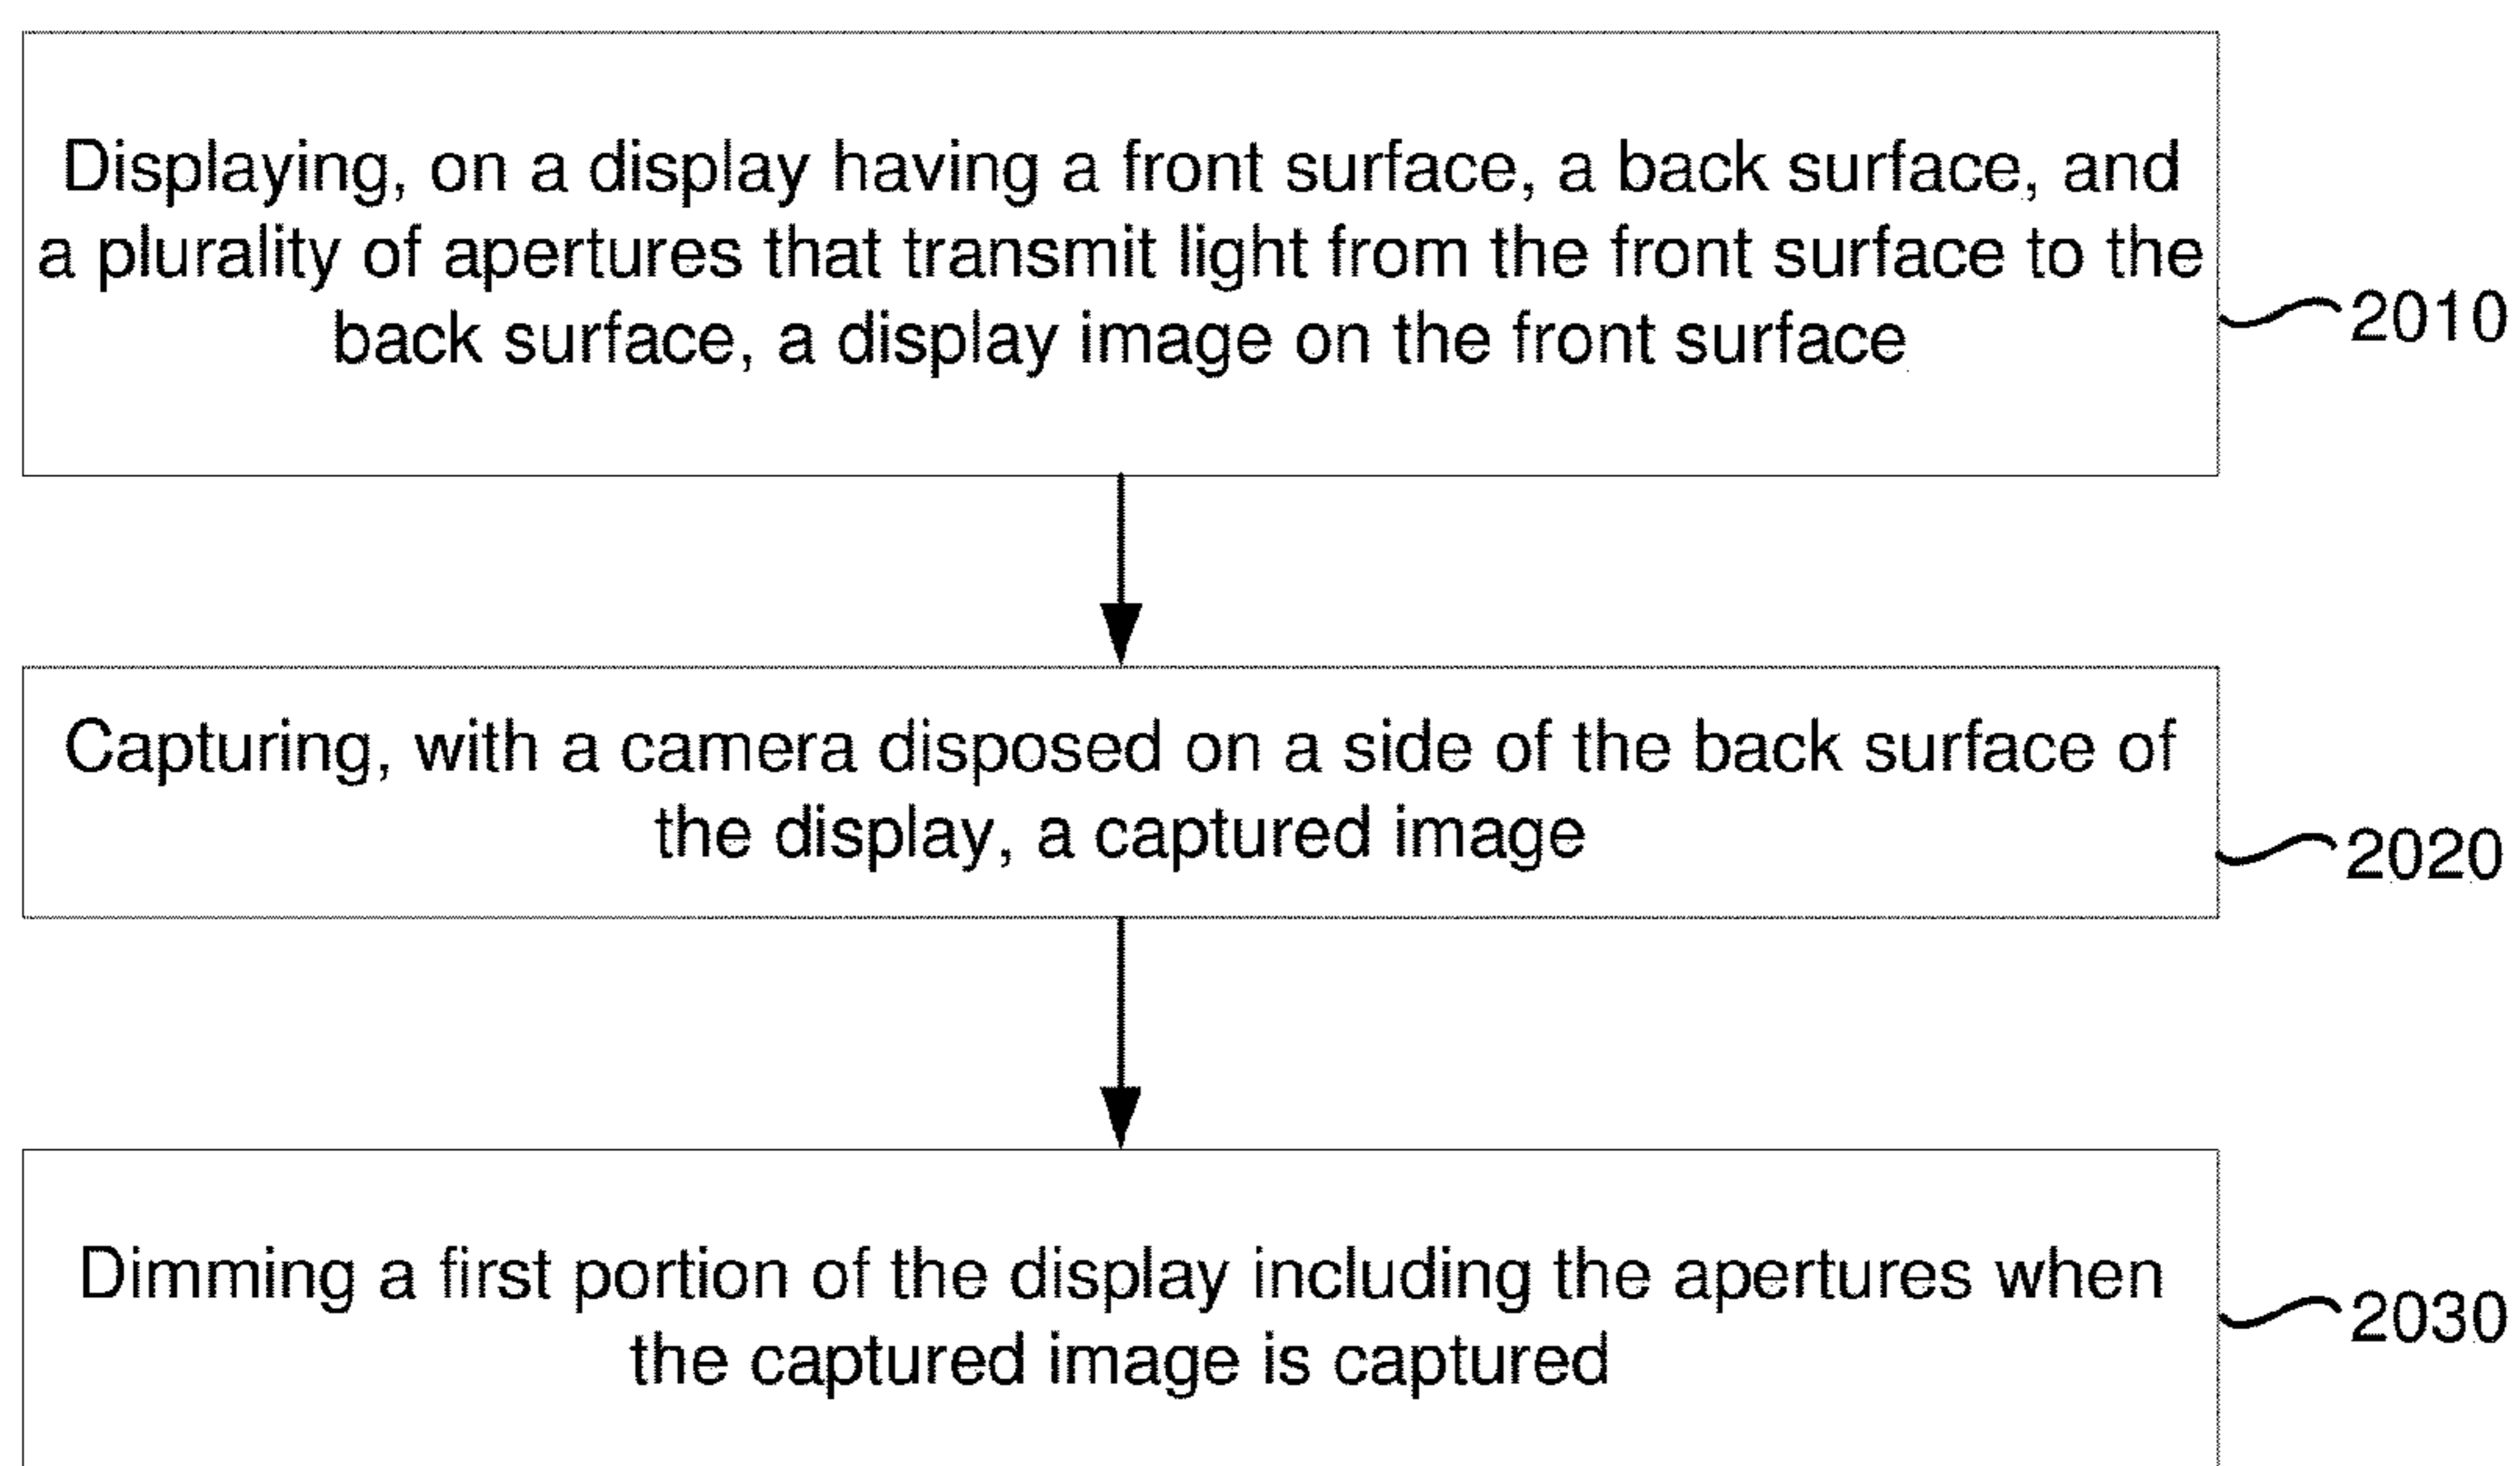 Displaying, on a display having a front surface, a back surface, and
a plurality of apertures that transmit light from the front surface to the
back surface, a display image on the front surface
2010
Capturing, with a camera disposed on a side of the back surface of
the display, a captured image
2020
Dimming a first portion of the display including the apertures when
the captured image is captured
2030